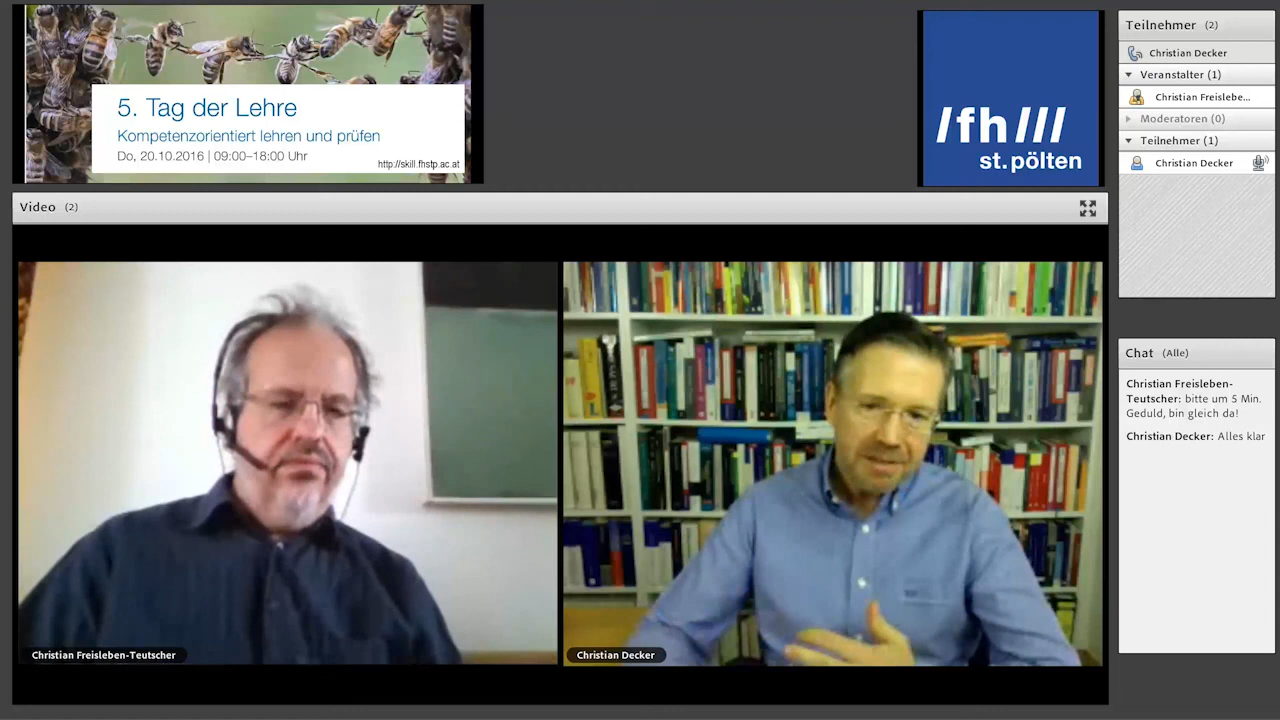 5. Tag der Lehre
Kompetenzorientiert lehren und prüfen
Do, 20.10.2016 | 09:00–18:00 Uhr
http://skill.fhstp.ac.at
/fh///
st.pölten
Video (2)
Christian Freisleben-Teutscher
Christian Decker
Teilnehmer (2)
Christian Decker
Veranstalter (1)
Christian Freislebe...
Moderatoren (0)
Teilnehmer (1)
Christian Decker
Chat (Alle)
Christian Freisleben-
Teutscher: bitte um 5 Min.
Geduld, bin gleich da!
Christian Decker: Alles klar